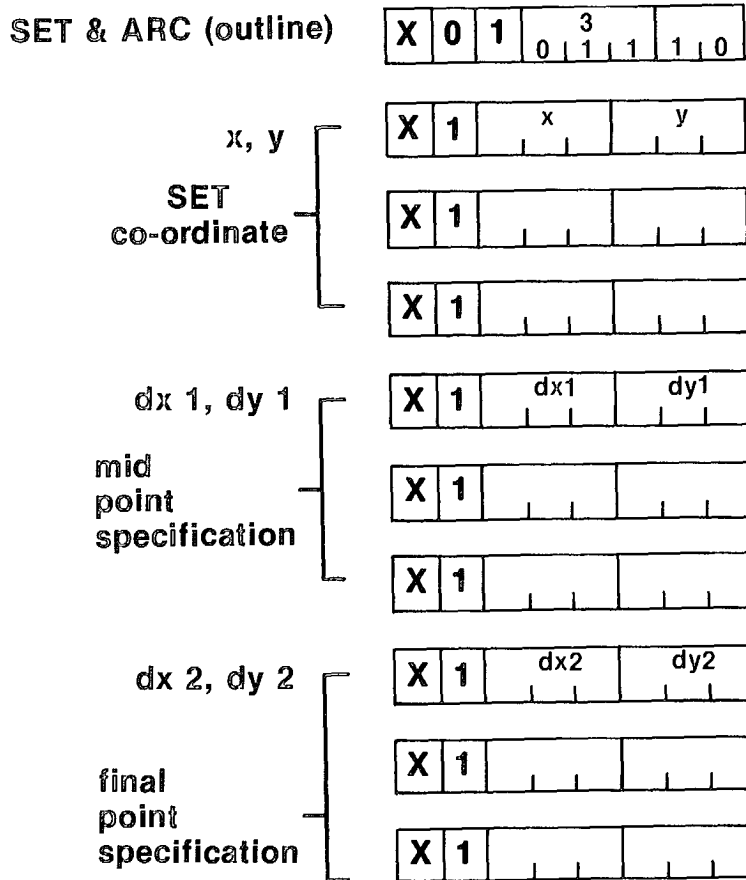 SET & ARC (outline) X 0 1 3 0 1 1 1 0
x, y X 1 x y
SET
co-ordinate X 1
X 1
dx 1, dy 1 X 1 dx1 dy1
mid
point X 1
specification
X 1
dx 2, dy 2 X 1 dx2 dy2
final X 1
point
specification X 1